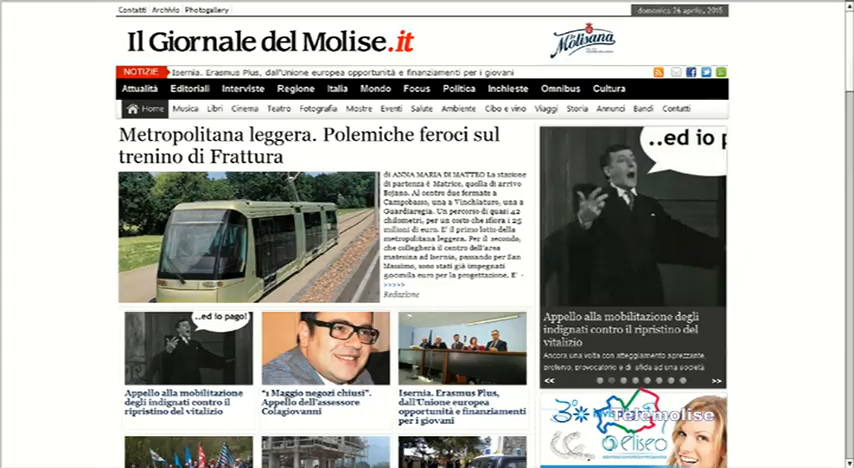 Contatti Archivio Photogallery
domenica 26 aprile, 2015
Il Giornale del Molise.it
La Molisana
NOTIZIE
Isernia. Erasmus Plus, dall'Unione europea opportunità e finanziamenti per i giovani
Attualità Editoriali Interviste Regione Italia Mondo Focus Politica Inchieste Omnibus Cultura
Home Musica Libri Cinema Teatro Fotografia Mostre Eventi Salute Ambiente Cibo e vino Viaggi Storia Annunci Bandi Contatti
Metropolitana leggera. Polemiche feroci sul
trenino di Frattura
di ANNA MARIA DI MATTEO La stazione
di partenza è Matrice, quella di arrivo
Bojano. Al centro due fermate a
Campobasso, una a Vinchiaturo, una a
Guardiaregia. Un percorso di quasi 42
chilometri, per un costo che sfiora i 25
milioni di euro. E' il primo lotto della
metropolitana leggera. Per il secondo,
che collegherà il centro dell'area
matesina ad Isernia, passando per San
Massimo, sono stati già impegnati
900mila euro per la progettazione. E' -
>>>>>
Redazione
..ed io p
Appello alla mobilitazione degli
indignati contro il ripristino del
vitalizio
Ancora una volta con atteggiamento sprezzante,
protervo, provocatorio e di sfida ad una società
<< >>
..ed io pago!
Appello alla mobilitazione
degli indignati contro il
ripristino del vitalizio
"1 Maggio negozi chiusi".
Appello dell'assessore
Colagiovanni
Isernia. Erasmus Plus,
dall'Unione europea
opportunità e finanziamenti
per i giovani
3°
Telemolise
eliseo